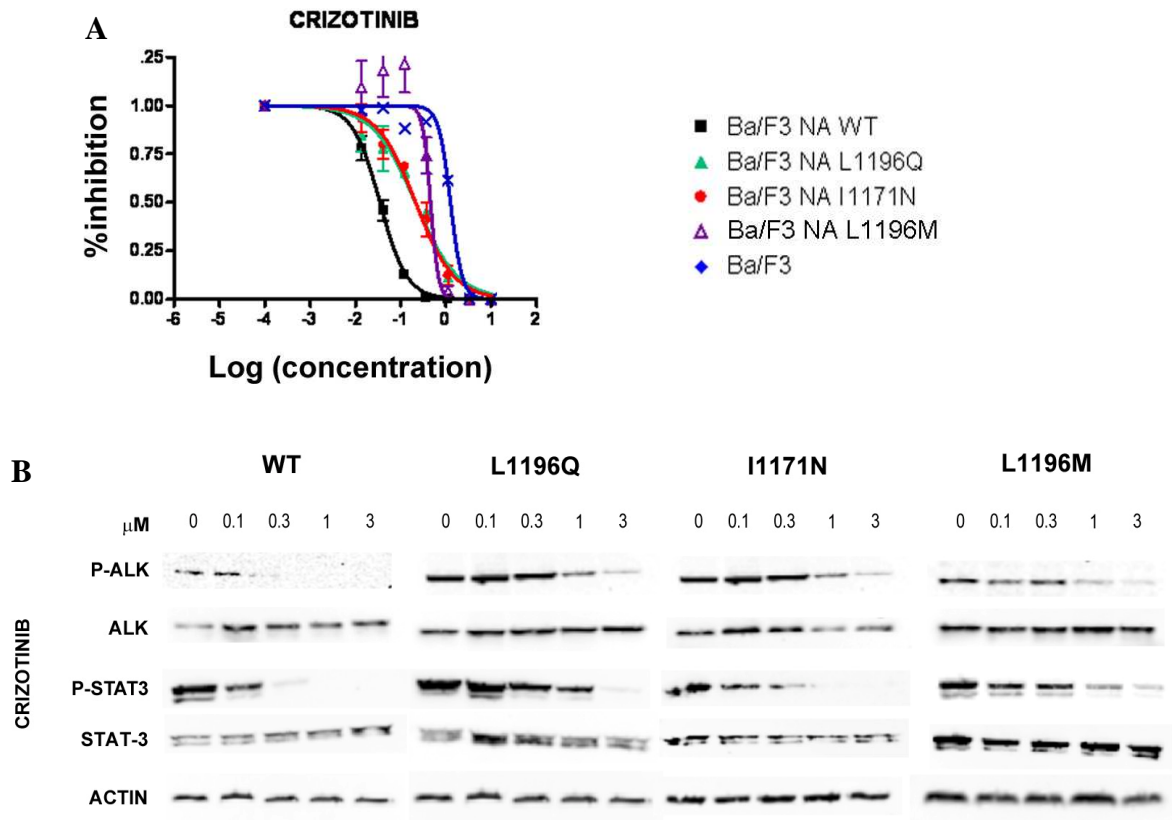 A
CRIZOTINIB
.25
1.00
0.75
0.50
0.25
0.00
%inhibition
-6 -5 -4 -3 -2 -1 0 1 2
Log (concentration)
Ba/F3 NA WT
Ba/F3 NA L1196Q
Ba/F3 NA I1171N
Ba/F3 NA L1196M
Ba/F3
B
WT L1196Q I1171N L1196M
µM 0 0.1 0.3 1 3 0 0.1 0.3 1 3 0 0.1 0.3 1 3 0 0.1 0.3 1 3
CRIZOTINIB
P-ALK
ALK
P-STAT3
STAT-3
ACTIN